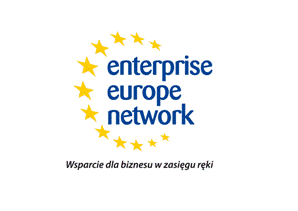 enterprise
europe
network
Wsparcie dla biznesu w zasięgu ręki